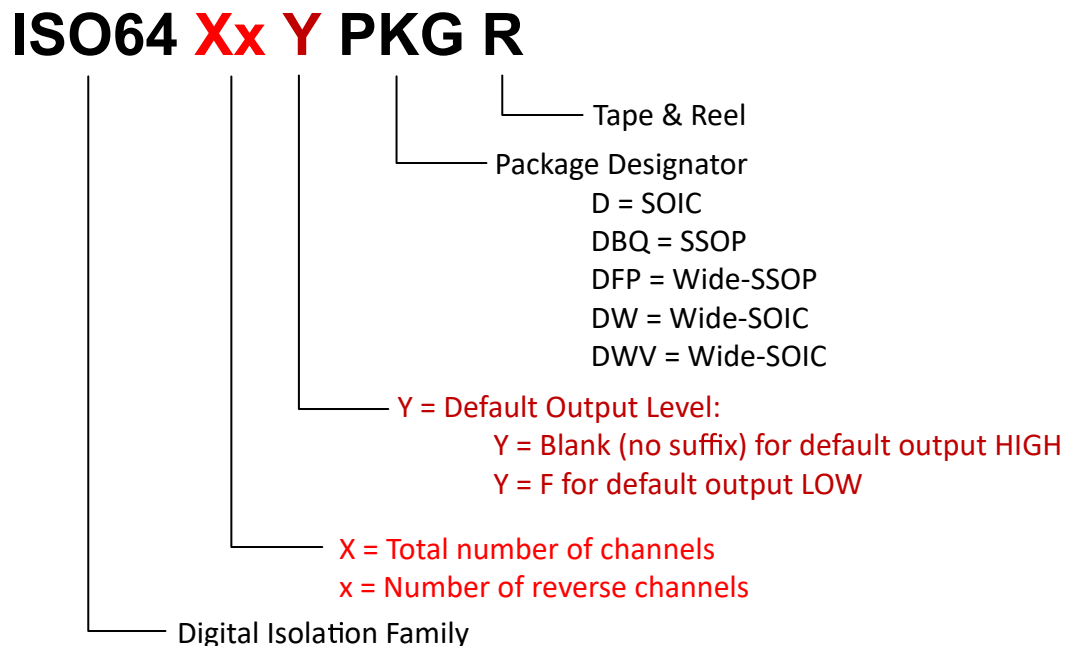 ISO64 Xx Y PKG R
Tape & Reel
Package Designator
D = SOIC
DBQ = SSOP
DFP = Wide-SSOP
DW = Wide-SOIC
DWV = Wide-SOIC
Y = Default Output Level:
Y = Blank (no suffix) for default output HIGH
Y = F for default output LOW
X = Total number of channels
x = Number of reverse channels
Digital Isolation Family